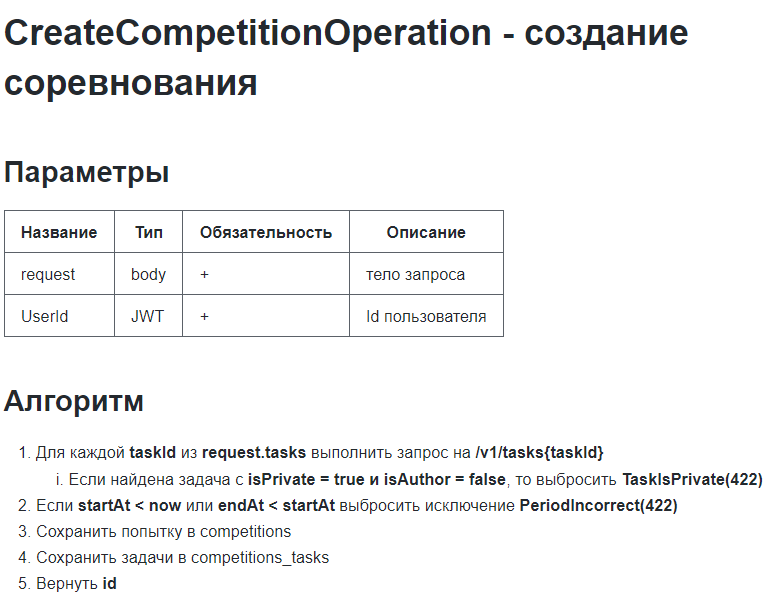 CreateCompetitionOperation - создание
соревнования
Параметры
Название Тип Обязательность Описание
request body + тело запроса
UserId JWT + Id пользователя
Алгоритм
1. Для каждой taskId из request.tasks выполнить запрос на /v1/tasks{taskId}
i. Если найдена задача с isPrivate = true и isAuthor = false, то выбросить TaskIsPrivate(422)
2. Если startAt < now или endAt < startAt выбросить исключение PeriodIncorrect(422)
3. Сохранить попытку в competitions
4. Сохранить задачи в competitions_tasks
5. Вернуть id